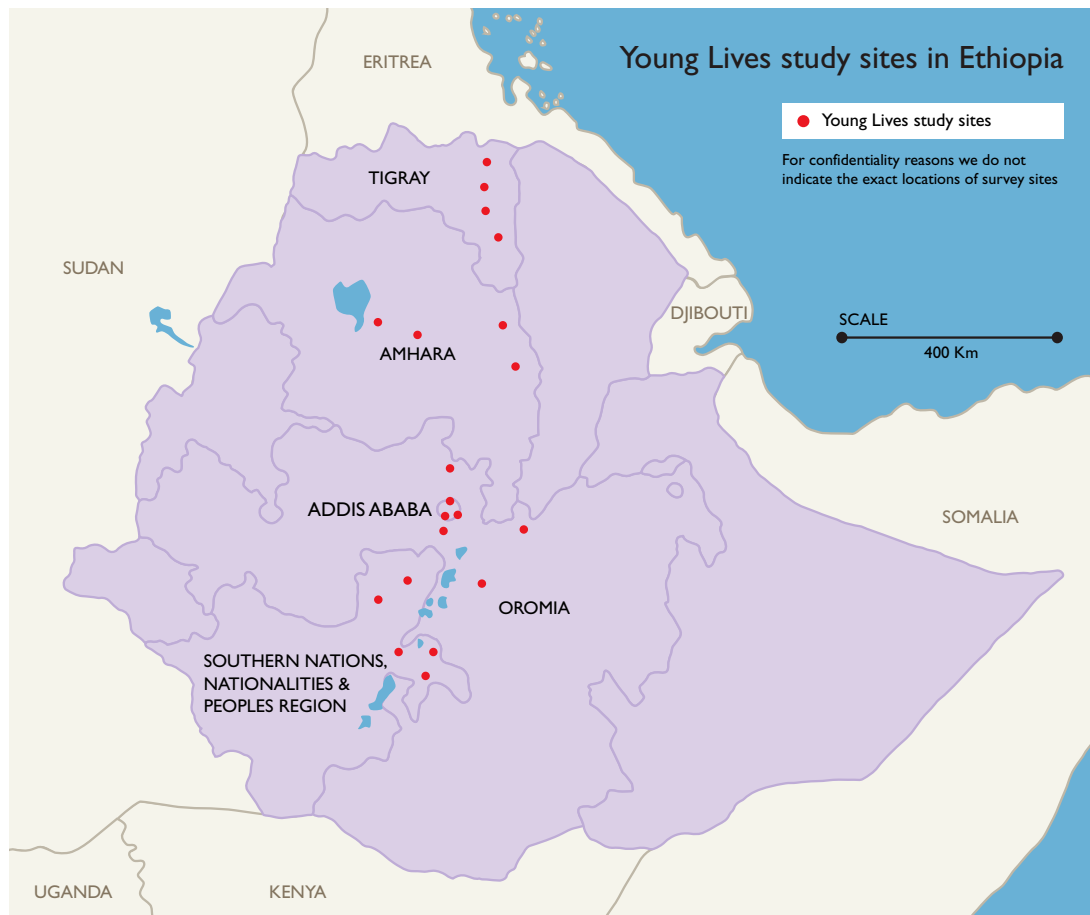 Young Lives study sites in Ethiopia
Young Lives study sites
For confidentiality reasons we do not
indicate the exact locations of survey sites
ERITREA
TIGRAY
SUDAN
DJIBOUTI
SCALE
400 Km
AMHARA
ADDIS ABABA
SOMALIA
OROMIA
SOUTHERN NATIONS,
NATIONALITIES &
PEOPLES REGION
UGANDA
KENYA